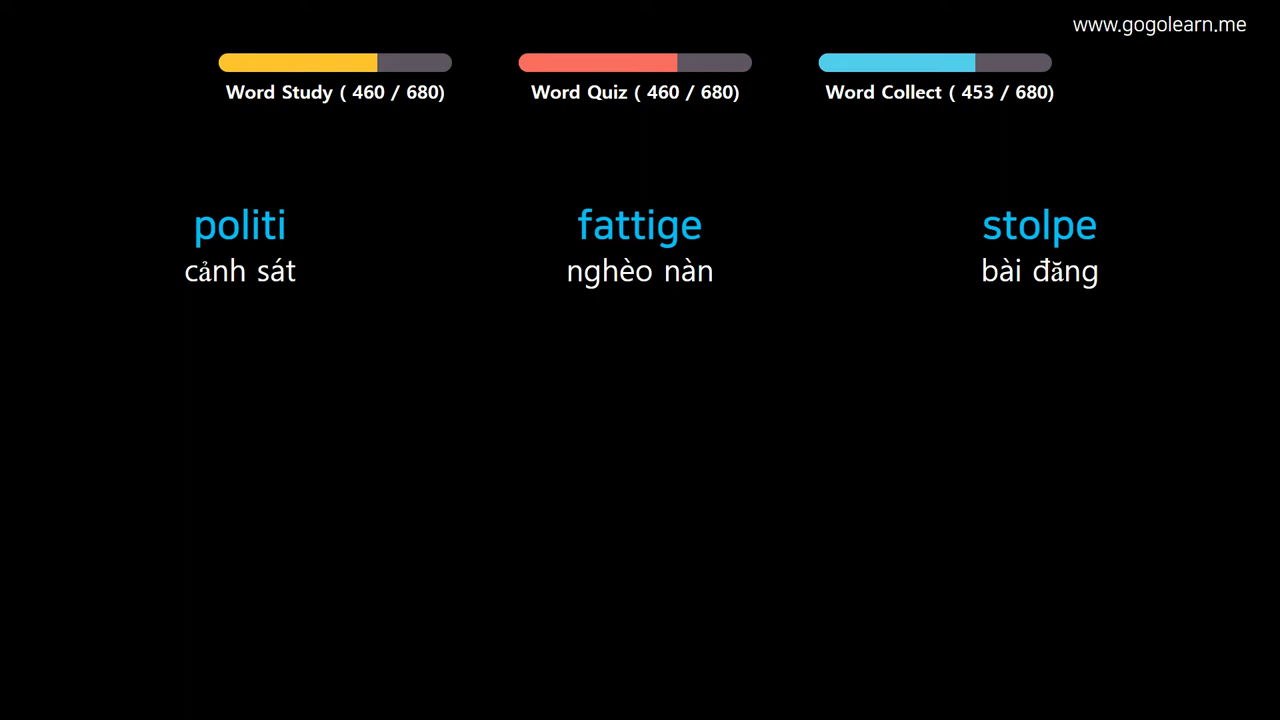 www.gogolearn.me
Word Study ( 460 / 680)
Word Quiz ( 460 / 680)
Word Collect ( 453 / 680)
politi
cảnh sát
fattige
nghèo nàn
stolpe
bài đăng